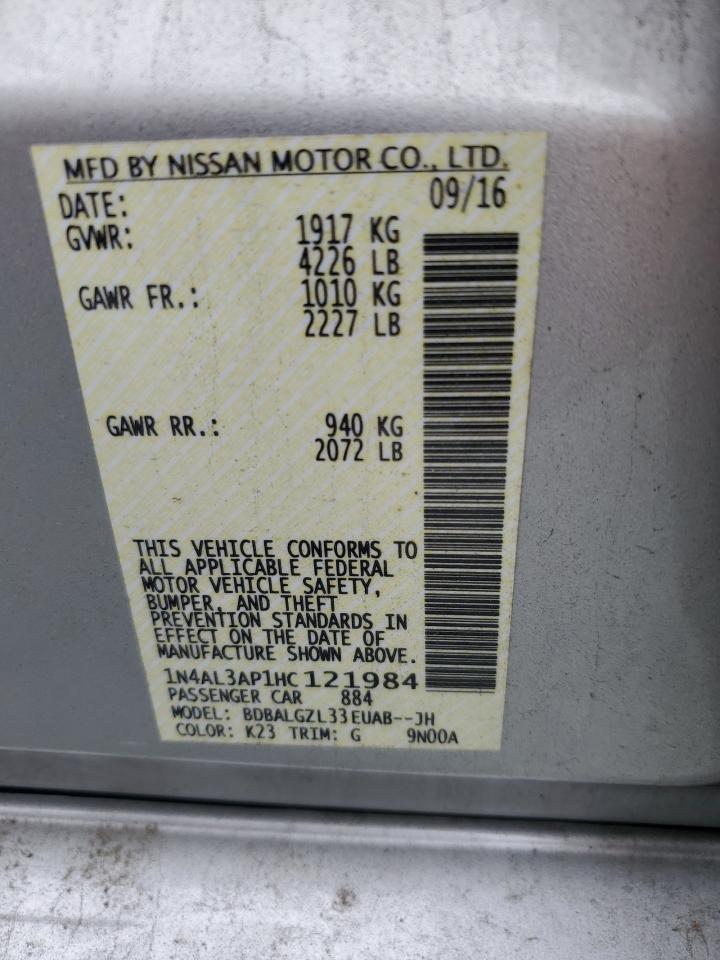 MFD BY NISSAN MOTOR CO., LTD.
DATE: 09/16
GVWR: 1917 KG
4226 LB
GAWR FR.: 1010 KG
2227 LB
GAWR RR.: 940 KG
2072 LB
THIS VEHICLE CONFORMS TO
ALL APPLICABLE FEDERAL
MOTOR VEHICLE SAFETY,
BUMPER, AND THEFT
PREVENTION STANDARDS IN
EFFECT ON THE DATE OF
MANUFACTURE SHOWN ABOVE.
1N4AL3AP1HC121984
PASSENGER CAR 884
MODEL: BDBALGZL33EUAB--JH
COLOR: K23 TRIM: G 9N00A